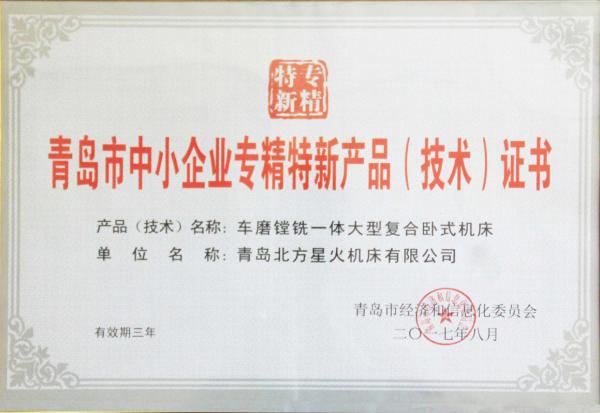 专精
特新
青岛市中小企业专精特新产品（技术）证书
产品（技术）名称：车磨镗铣一体大型复合卧式机床
单位名称：青岛北方星火机床有限公司
青岛市经济和信息化委员会
有效期三年
二〇一七年八月